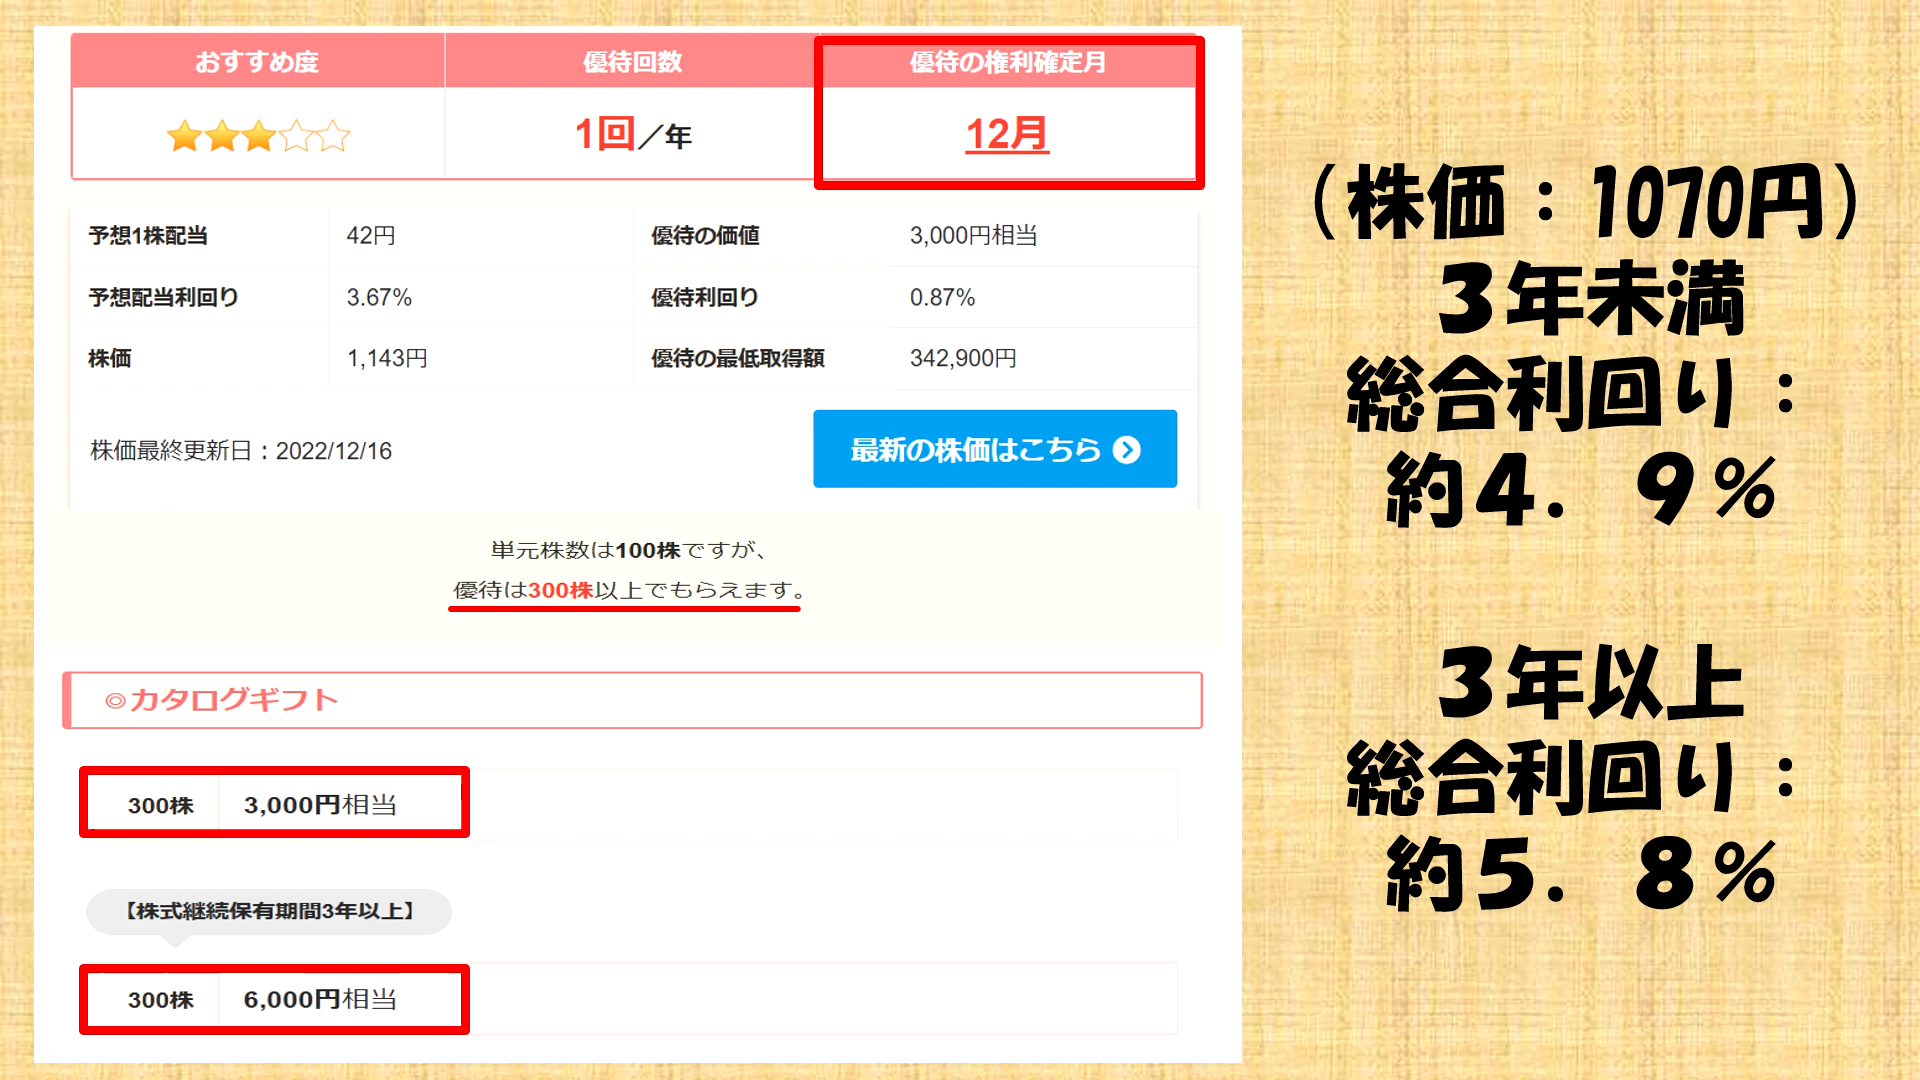 おすすめ度 優待回数 優待の権利確定月
1回／年 12月
予想1株配当 42円 優待の価値 3,000円相当
予想配当利回り 3.67% 優待利回り 0.87%
株価 1,143円 優待の最低取得額 342,900円
株価最終更新日：2022/12/16 最新の株価はこちら
単元株数は100株ですが、
優待は300株以上でもらえます。
◎カタログギフト
300株 3,000円相当
【株式継続保有期間3年以上】
300株 6,000円相当
（株価：1070円）
３年未満
総合利回り：
約４．９％
３年以上
総合利回り：
約５．８％